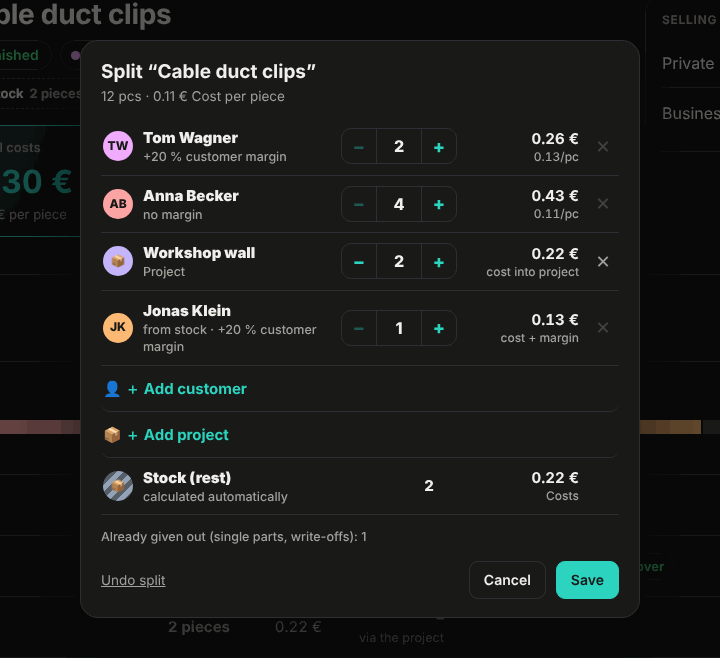 ble duct clips
SELLING
ished
Private
ock 2 pieces
Busines
l costs
30 €
€ per piece
Split “Cable duct clips”
12 pcs · 0.11 € Cost per piece
TW
Tom Wagner
+20 % customer margin
− 2 +
0.26 €
0.13/pc
×
AB
Anna Becker
no margin
− 4 +
0.43 €
0.11/pc
×
Workshop wall
Project
− 2 +
0.22 €
cost into project
×
JK
Jonas Klein
from stock · +20 % customer
margin
− 1 +
0.13 €
cost + margin
×
+ Add customer
+ Add project
Stock (rest)
calculated automatically
2
0.22 €
Costs
Already given out (single parts, write-offs): 1
Undo split
Cancel
Save
over
2 pieces
0.22 €
via the project